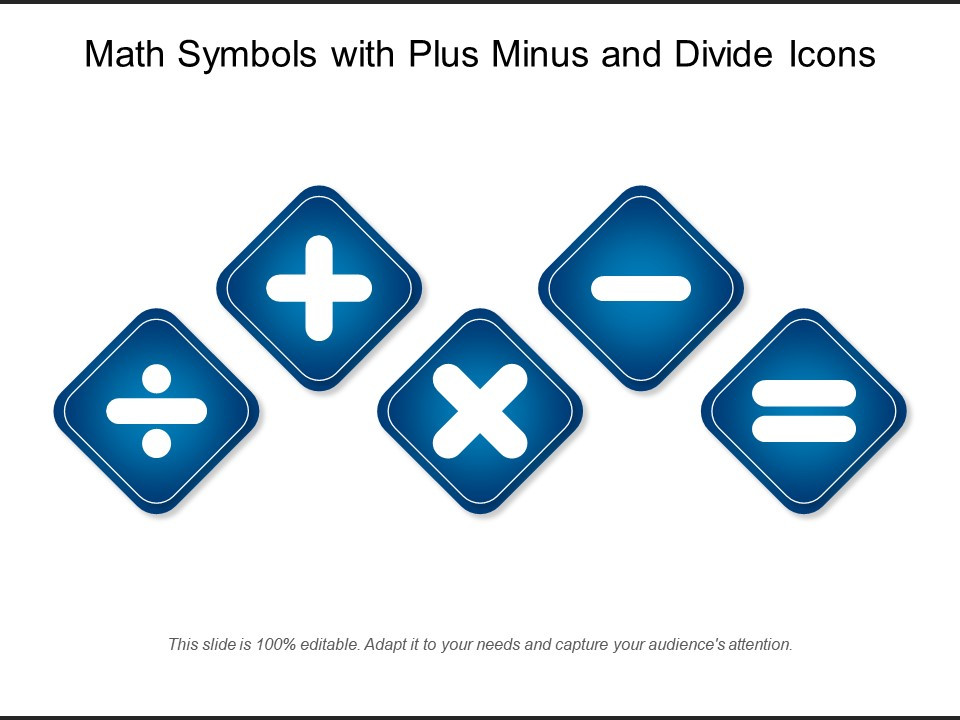 Math Symbols with Plus Minus and Divide Icons
+ −
÷ × =
This slide is 100% editable. Adapt it to your needs and capture your audience's attention.